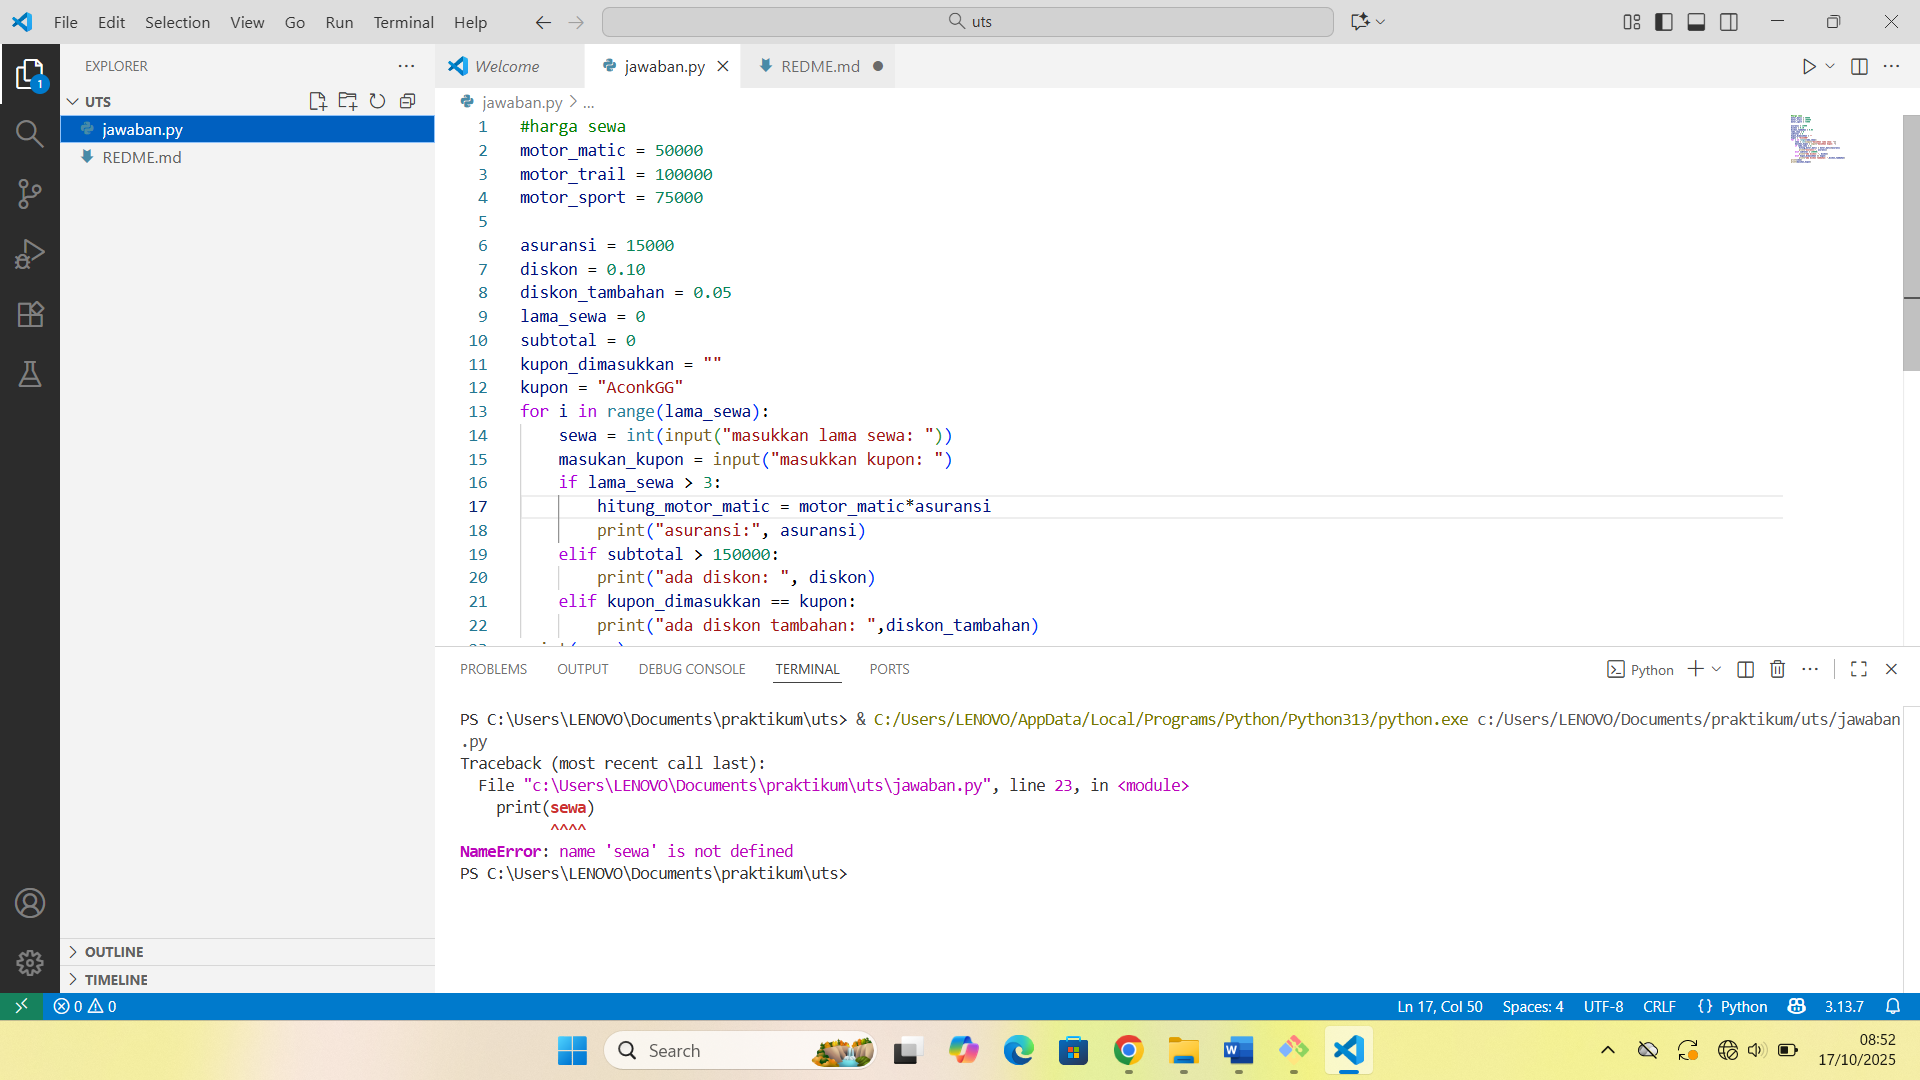 File Edit Selection View Go Run Terminal Help
uts
EXPLORER
1
UTS
jawaban.py
REDME.md
Welcome
jawaban.py
REDME.md
jawaban.py > ...
1 #harga sewa
2 motor_matic = 50000
3 motor_trail = 100000
4 motor_sport = 75000
5
6 asuransi = 15000
7 diskon = 0.10
8 diskon_tambahan = 0.05
9 lama_sewa = 0
10 subtotal = 0
11 kupon_dimasukkan = ""
12 kupon = "AconkGG"
13 for i in range(lama_sewa):
14 sewa = int(input("masukkan lama sewa: "))
15 masukan_kupon = input("masukkan kupon: ")
16 if lama_sewa > 3:
17 hitung_motor_matic = motor_matic*asuransi
18 print("asuransi:", asuransi)
19 elif subtotal > 150000:
20 print("ada diskon: ", diskon)
21 elif kupon_dimasukkan == kupon:
22 print("ada diskon tambahan: ",diskon_tambahan)
PROBLEMS OUTPUT DEBUG CONSOLE TERMINAL PORTS
Python
PS C:\Users\LENOVO\Documents\praktikum\uts> & C:/Users/LENOVO/AppData/Local/Programs/Python/Python313/python.exe c:/Users/LENOVO/Documents/praktikum/uts/jawaban
.py
Traceback (most recent call last):
File "c:\Users\LENOVO\Documents\praktikum\uts\jawaban.py", line 23, in <module>
print(sewa)
^^^^
NameError: name 'sewa' is not defined
PS C:\Users\LENOVO\Documents\praktikum\uts>
OUTLINE
TIMELINE
0 0
Ln 17, Col 50 Spaces: 4 UTF-8 CRLF {} Python 3.13.7
Search
08:52
17/10/2025